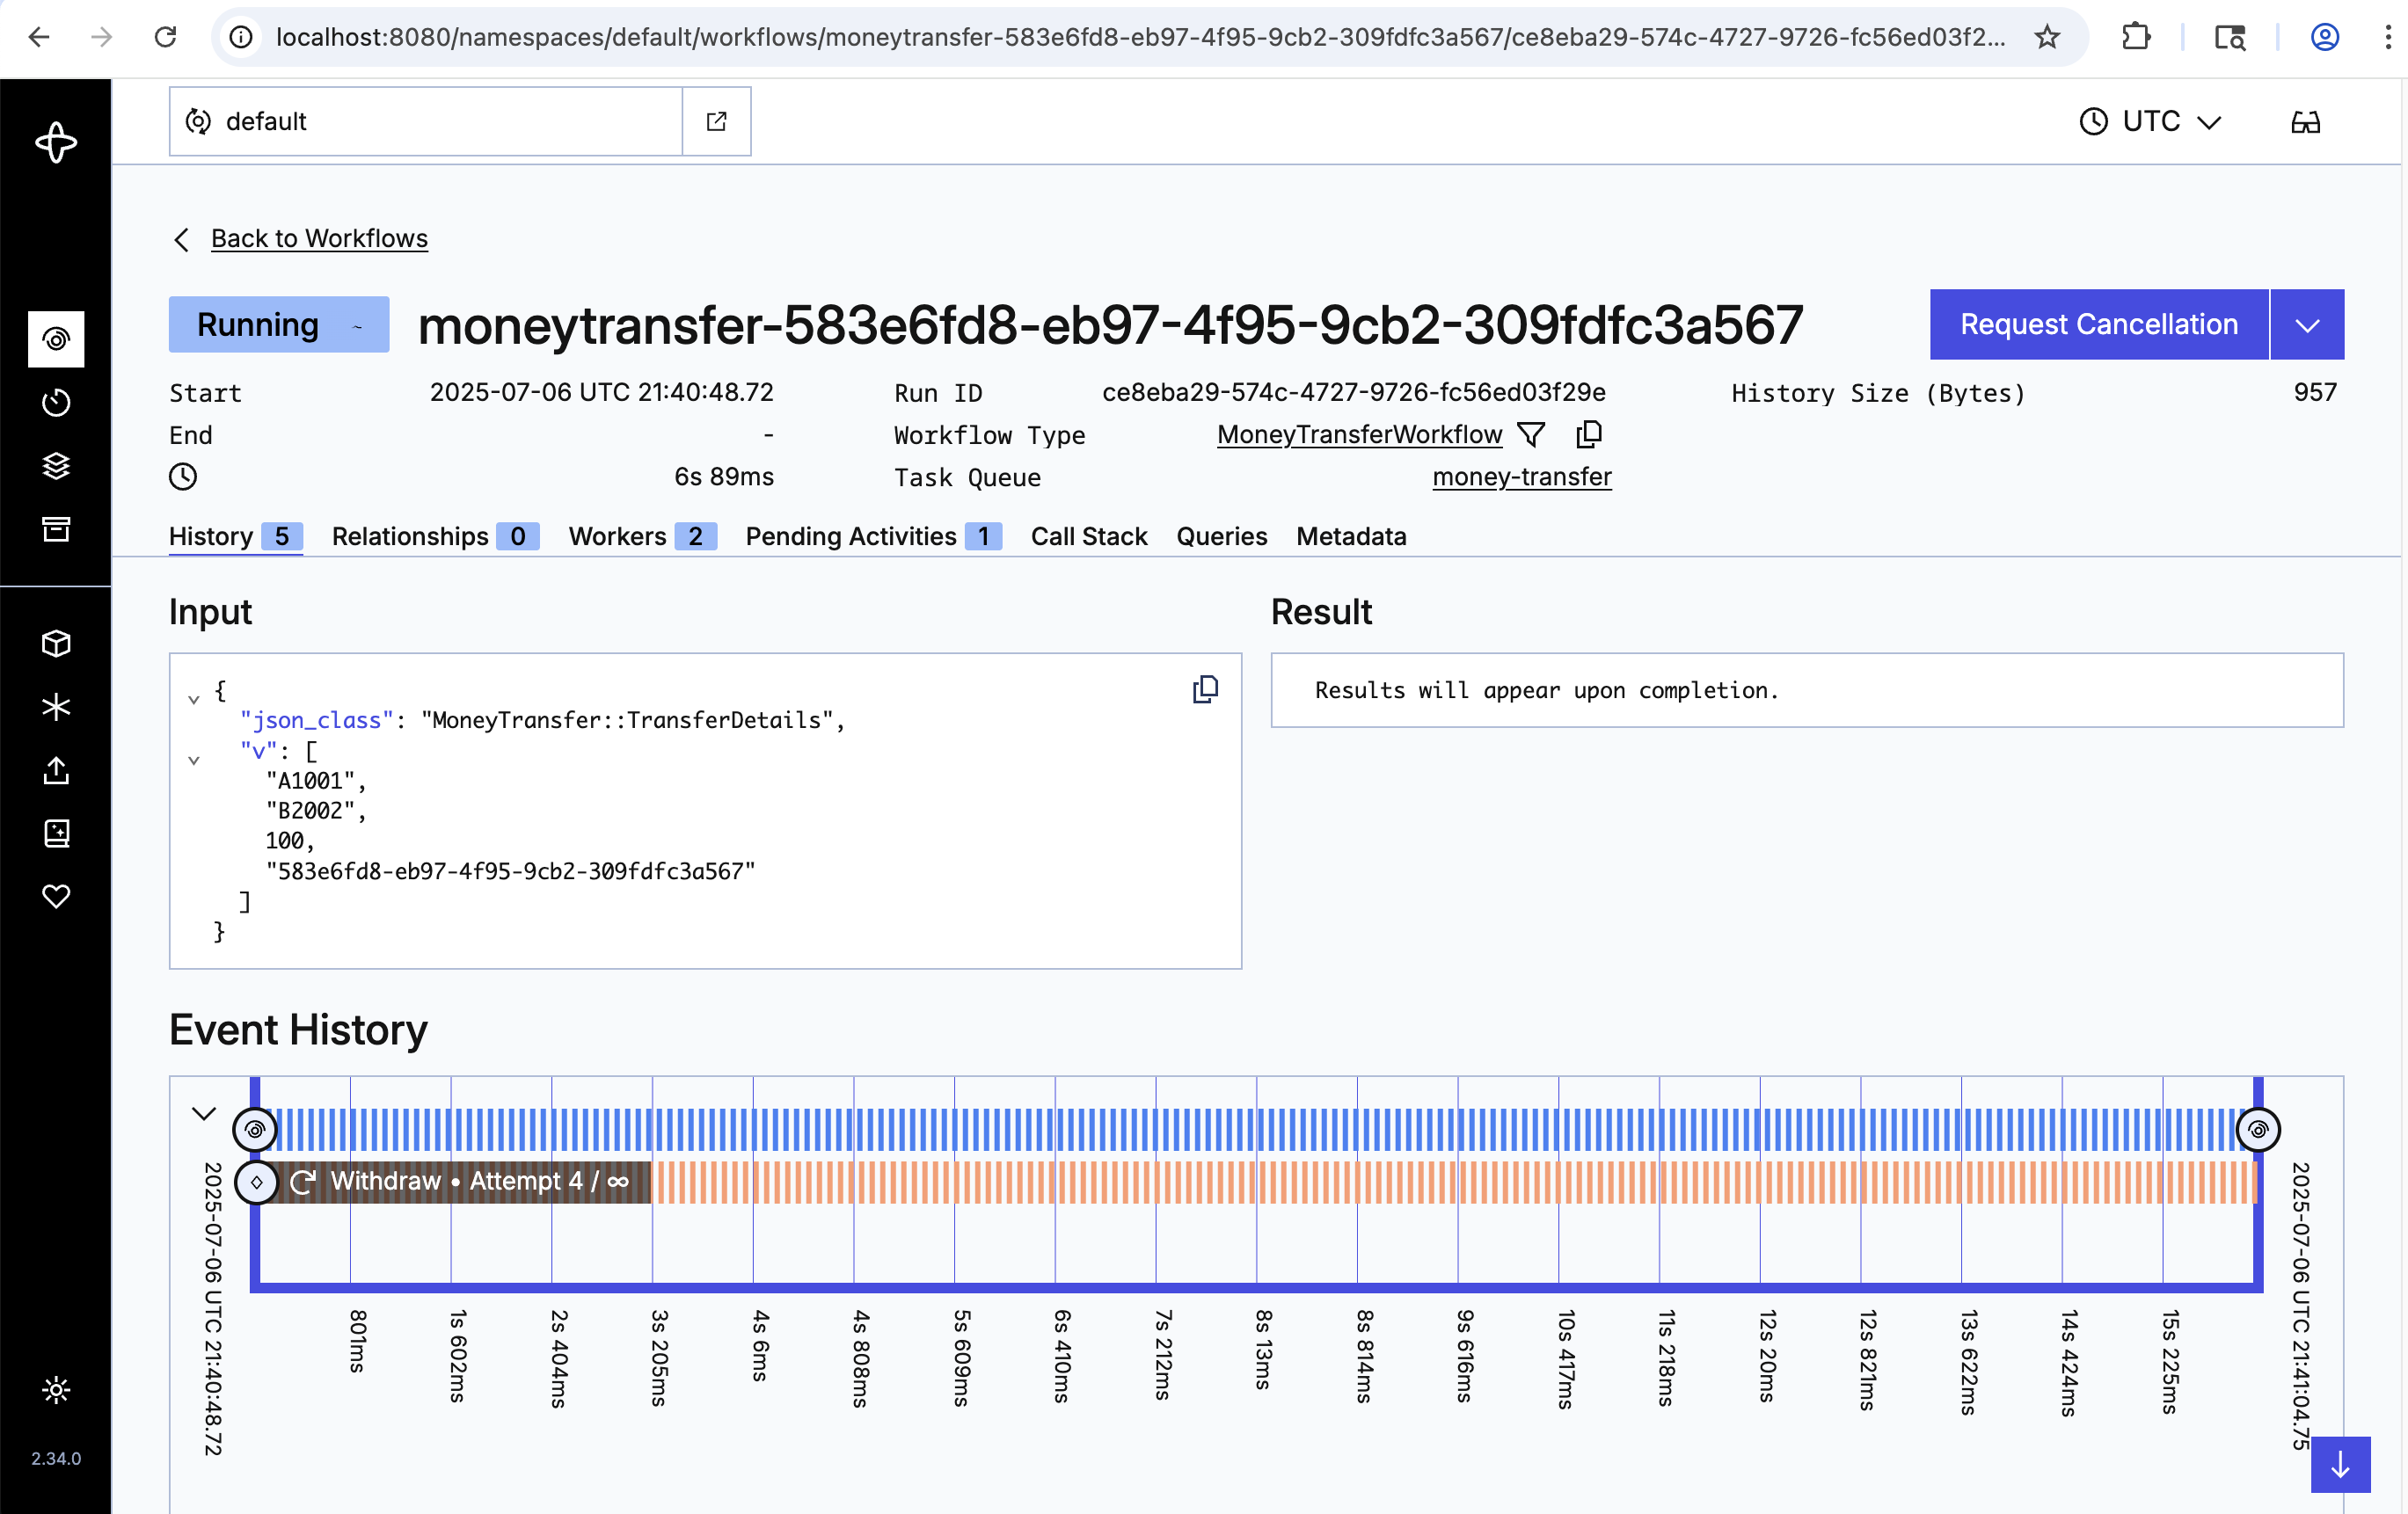 localhost:8080/namespaces/default/workflows/moneytransfer-583e6fd8-eb97-4f95-9cb2-309fdfc3a567/ce8eba29-574c-4727-9726-fc56ed03f2...
default
UTC
Back to Workflows
Running
moneytransfer-583e6fd8-eb97-4f95-9cb2-309fdfc3a567
Request Cancellation
Start 2025-07-06 UTC 21:40:48.72 Run ID ce8eba29-574c-4727-9726-fc56ed03f29e History Size (Bytes) 957
End - Workflow Type MoneyTransferWorkflow
6s 89ms Task Queue money-transfer
History 5 Relationships 0 Workers 2 Pending Activities 1 Call Stack Queries Metadata
Input
{
"json_class": "MoneyTransfer::TransferDetails",
"v": [
"A1001",
"B2002",
100,
"583e6fd8-eb97-4f95-9cb2-309fdfc3a567"
]
}
Result
Results will appear upon completion.
Event History
Withdraw • Attempt 4 / ∞
2025-07-06 UTC 21:40:48.72
801ms
1s 602ms
2s 404ms
3s 205ms
4s 6ms
4s 808ms
5s 609ms
6s 410ms
7s 212ms
8s 13ms
8s 814ms
9s 616ms
10s 417ms
11s 218ms
12s 20ms
12s 821ms
13s 622ms
14s 424ms
15s 225ms
2025-07-06 UTC 21:41:04.75
2.34.0